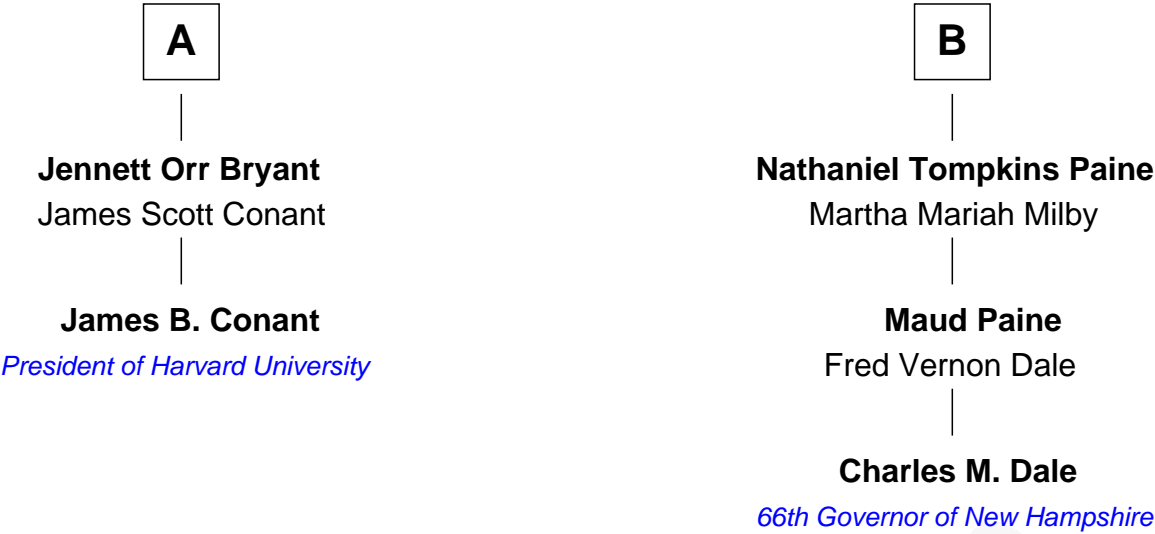 A
Jennett Orr Bryant
James Scott Conant
James B. Conant
President of Harvard University
B
Nathaniel Tompkins Paine
Martha Mariah Milby
Maud Paine
Fred Vernon Dale
Charles M. Dale
66th Governor of New Hampshire